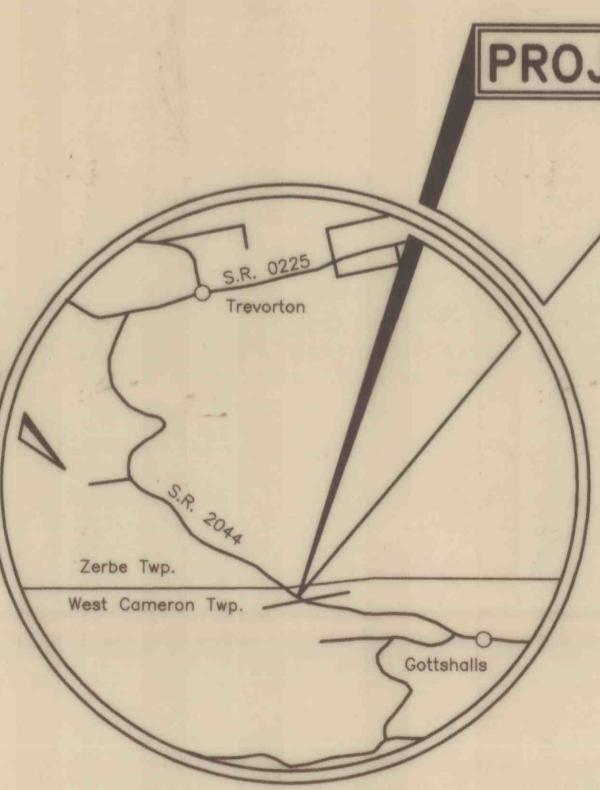 PROJ
S.R. 0225
Trevorton
S.R. 2044
Zerbe Twp.
West Cameron Twp.
Gottshalls